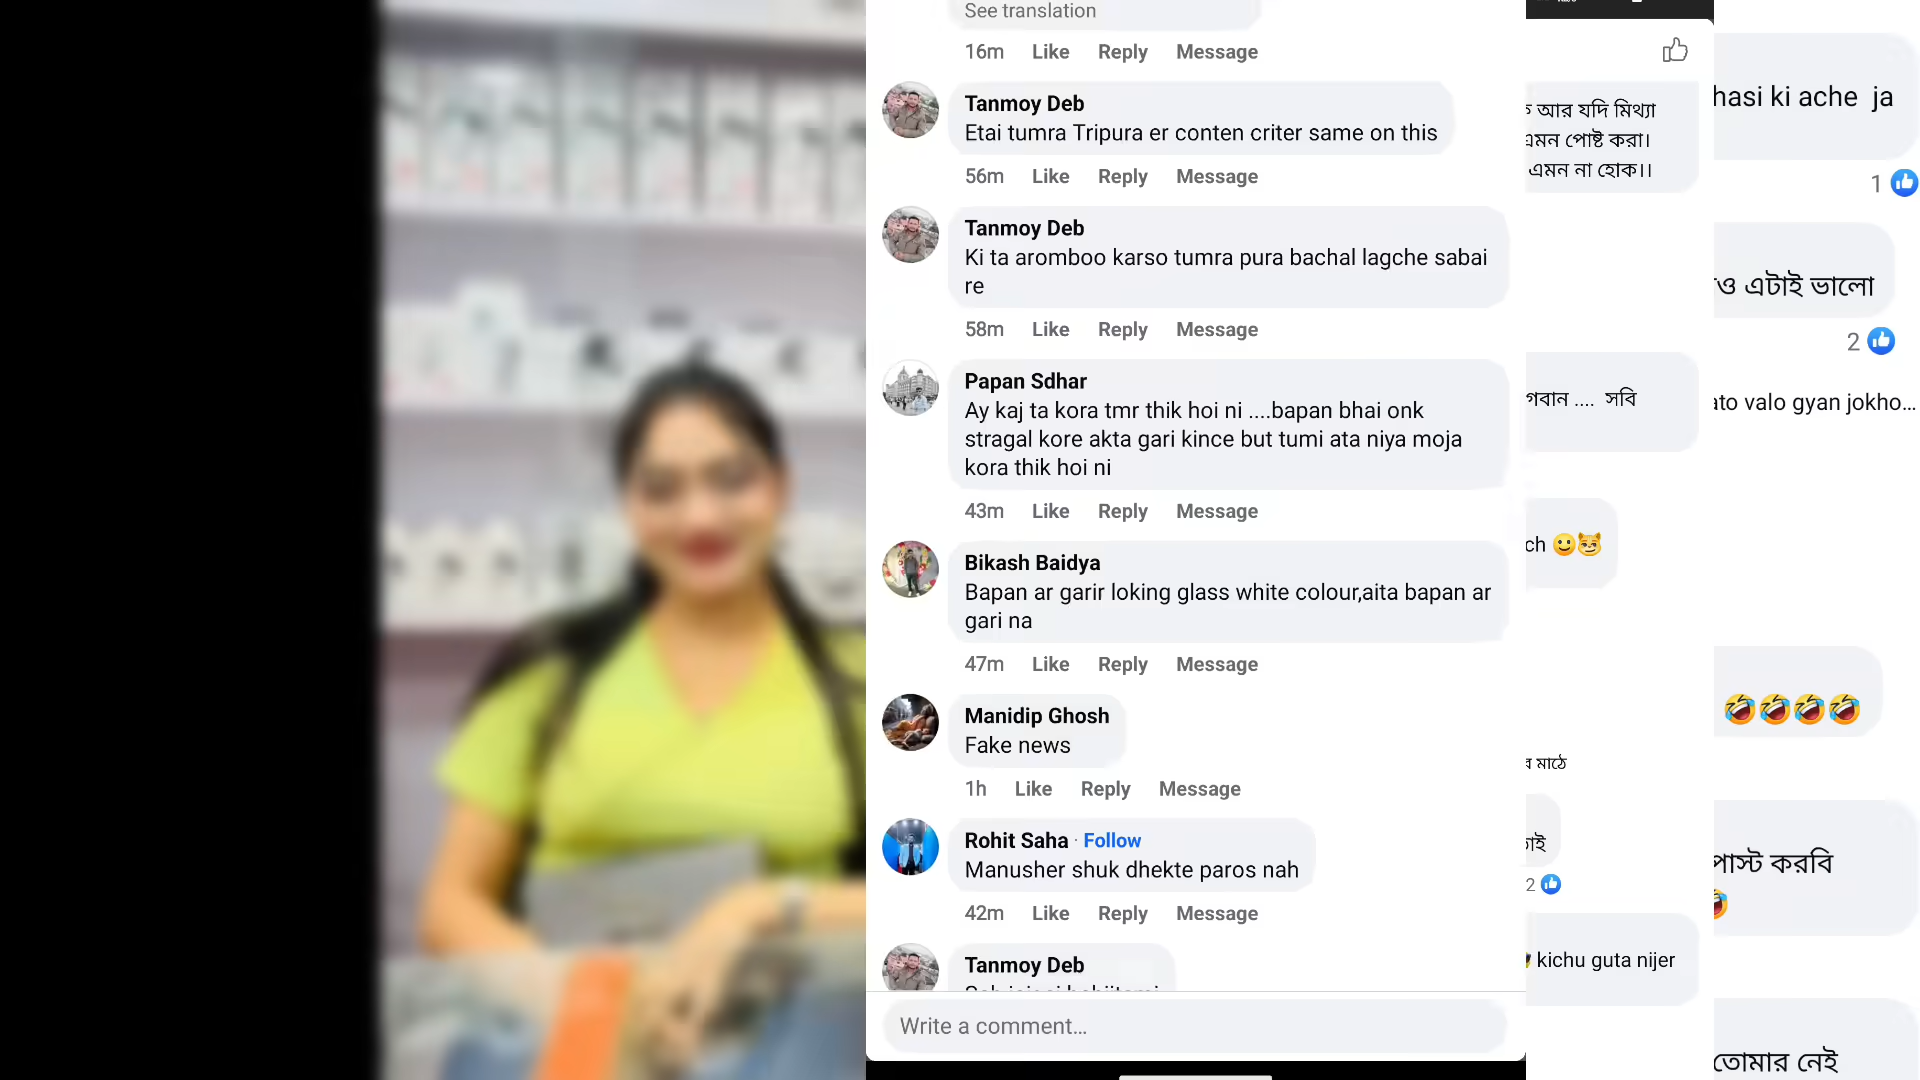 See translation
16m Like Reply Message
Tanmoy Deb
Etai tumra Tripura er conten criter same on this
56m Like Reply Message
Tanmoy Deb
Ki ta aromboo karso tumra pura bachal lagche sabai
re
58m Like Reply Message
Papan Sdhar
Ay kaj ta kora tmr thik hoi ni ....bapan bhai onk
stragal kore akta gari kince but tumi ata niya moja
kora thik hoi ni
43m Like Reply Message
Bikash Baidya
Bapan ar garir loking glass white colour,aita bapan ar
gari na
47m Like Reply Message
Manidip Ghosh
Fake news
1h Like Reply Message
Rohit Saha · Follow
Manusher shuk dhekte paros nah
42m Like Reply Message
Tanmoy Deb
Write a comment...
আর যদি মিথ্যা
এমন পোষ্ট করা।
এমন না হোক।।
.... সবি
ch 🙂😼
মাঠে
2
kichu guta nijer
hasi ki ache ja
1
এটাই ভালো
2
ato valo gyan jokho...
🤣🤣🤣🤣
পোস্ট করবি
🤣
তোমার নেই